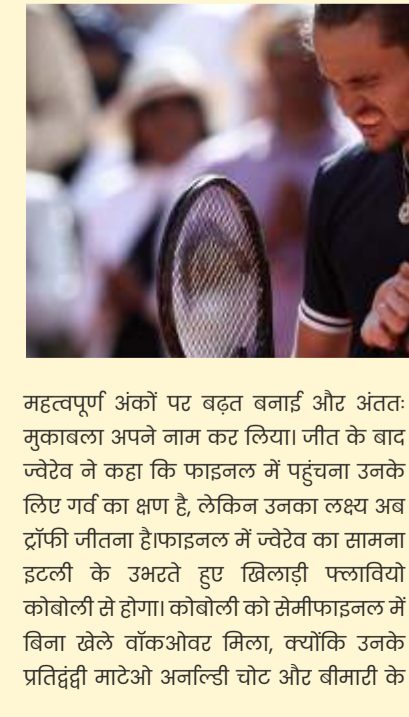 महत्वपूर्ण अंकों पर बढ़त बनाई और अंततः
मुकाबला अपने नाम कर लिया। जीत के बाद
ज्वेरेव ने कहा कि फाइनल में पहुंचना उनके
लिए गर्व का क्षण है, लेकिन उनका लक्ष्य अब
ट्रॉफी जीतना है।फाइनल में ज्वेरेव का सामना
इटली के उभरते हुए खिलाड़ी फ्लावियो
कोबोली से होगा। कोबोली को सेमीफाइनल में
बिना खेले वॉकओवर मिला, क्योंकि उनके
प्रतिद्वंद्वी माटेओ अर्नाल्डी चोट और बीमारी के